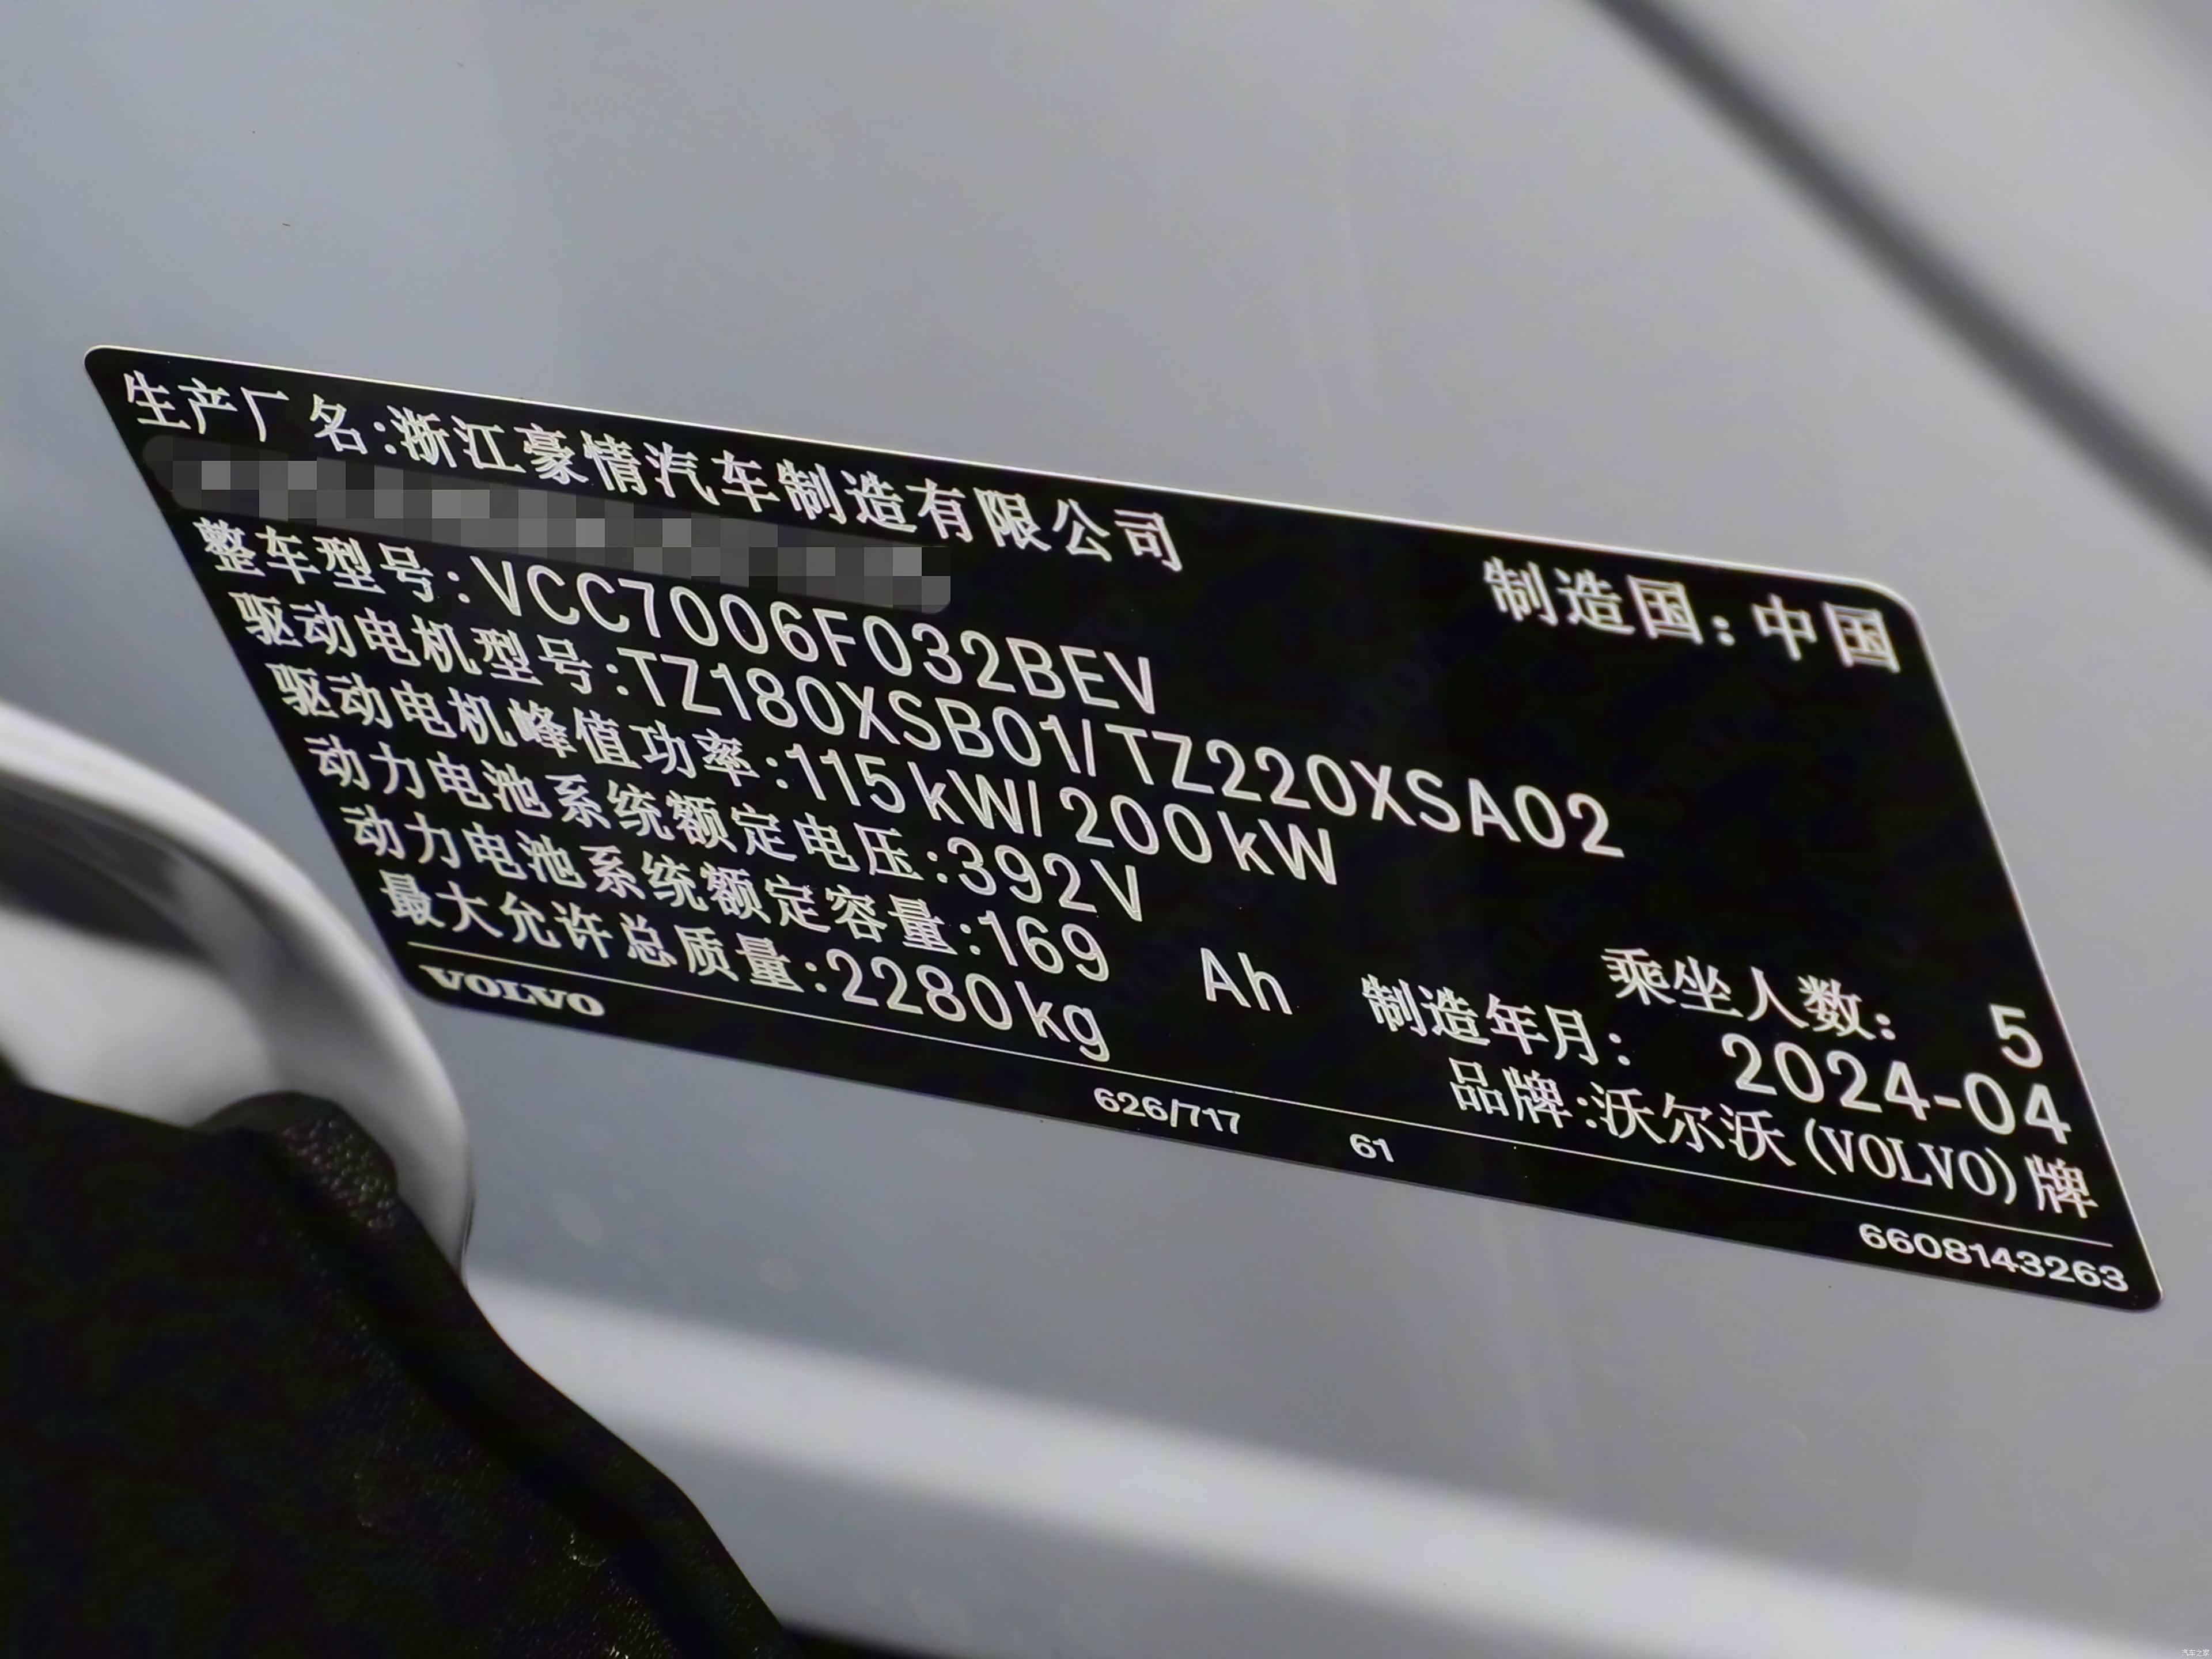 生产厂名:浙江豪情汽车制造有限公司
制造国:中国
整车型号:VCC7006F032BEV
驱动电机型号:TZ180XSB01/TZ220XSA02
驱动电机峰值功率:115kW/200kW
动力电池系统额定电压:392V
乘坐人数: 5
动力电池系统额定容量:169 Ah
制造年月: 2024-04
最大允许总质量:2280kg
品牌:沃尔沃(VOLVO)牌
VOLVO 626/717 61 6608143263
汽车之家